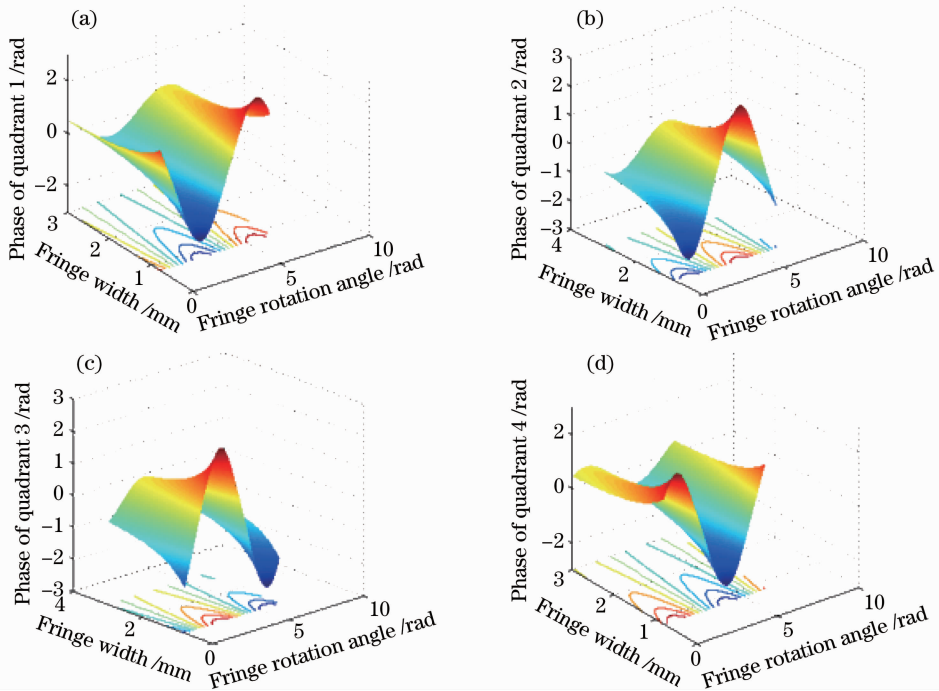 (a)
Phase of quadrant 1 /rad
2
0
−2
3
2
1
0
5
10
Fringe width /mm
Fringe rotation angle /rad
(b)
Phase of quadrant 2 /rad
3
2
1
0
−1
−2
−3
4
2
0
5
10
Fringe width /mm
Fringe rotation angle /rad
(c)
Phase of quadrant 3 /rad
3
2
1
0
−1
−2
−3
4
2
0
5
10
Fringe width /mm
Fringe rotation angle /rad
(d)
Phase of quadrant 4 /rad
2
0
−2
3
2
1
0
5
10
Fringe width /mm
Fringe rotation angle /rad